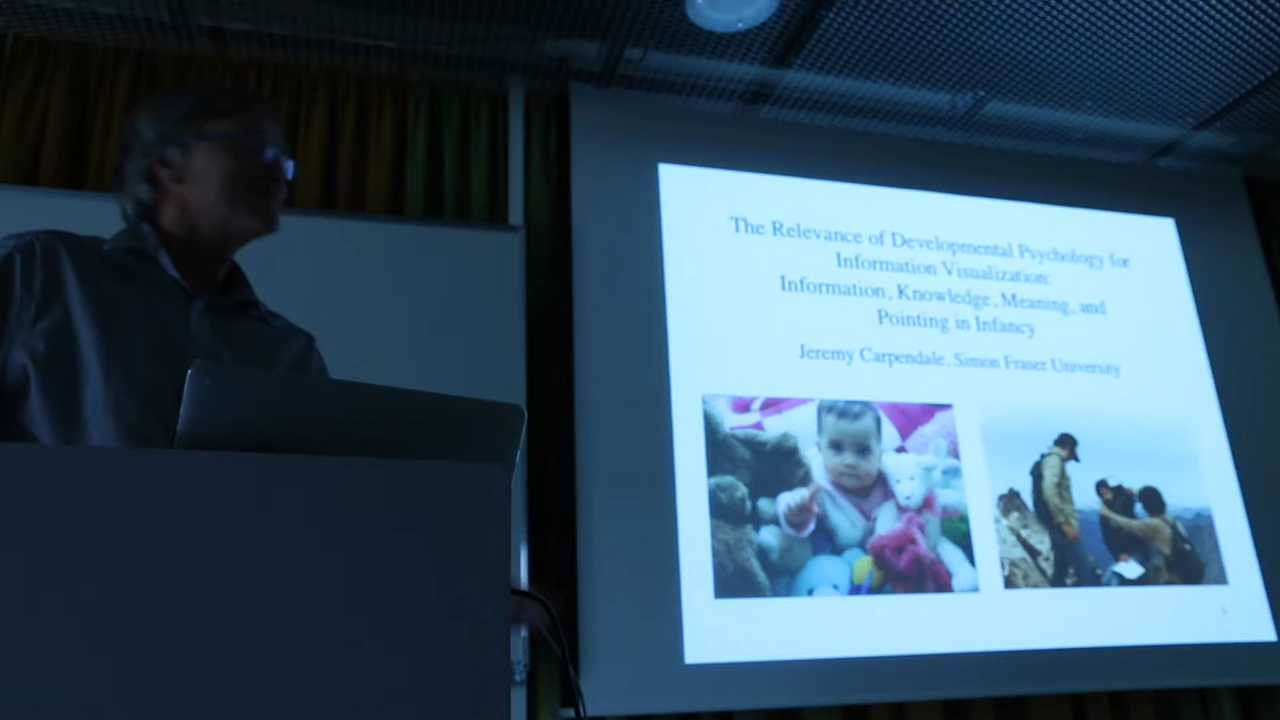 The Relevance of Developmental Psychology for
Information Visualization:
Information, Knowledge, Meaning, and
Pointing in Infancy
Jeremy Carpendale, Simon Fraser University